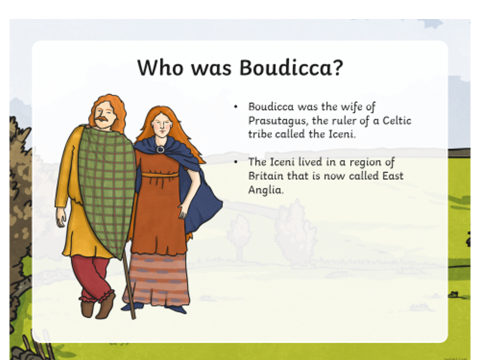 Who was Boudicca?
• Boudicca was the wife of
Prasutagus, the ruler of a Celtic
tribe called the Iceni.
• The Iceni lived in a region of
Britain that is now called East
Anglia.